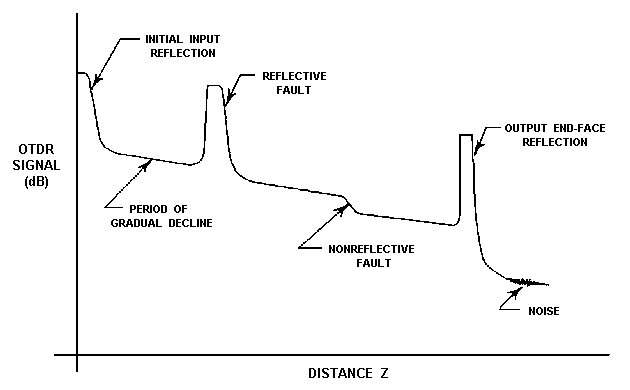 INITIAL INPUT
REFLECTION
REFLECTIVE
FAULT
OTDR
SIGNAL
(dB)
OUTPUT END-FACE
REFLECTION
PERIOD OF
GRADUAL DECLINE
NONREFLECTIVE
FAULT
NOISE
DISTANCE Z